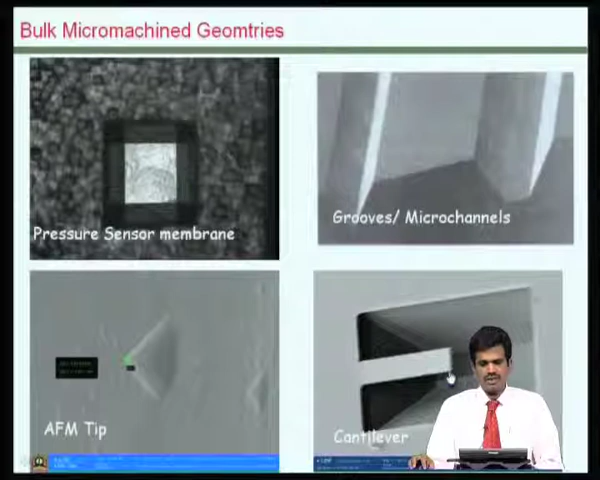 Bulk Micromachined Geomtries
Pressure Sensor membrane
Grooves/ Microchannels
AFM Tip
Cantilever